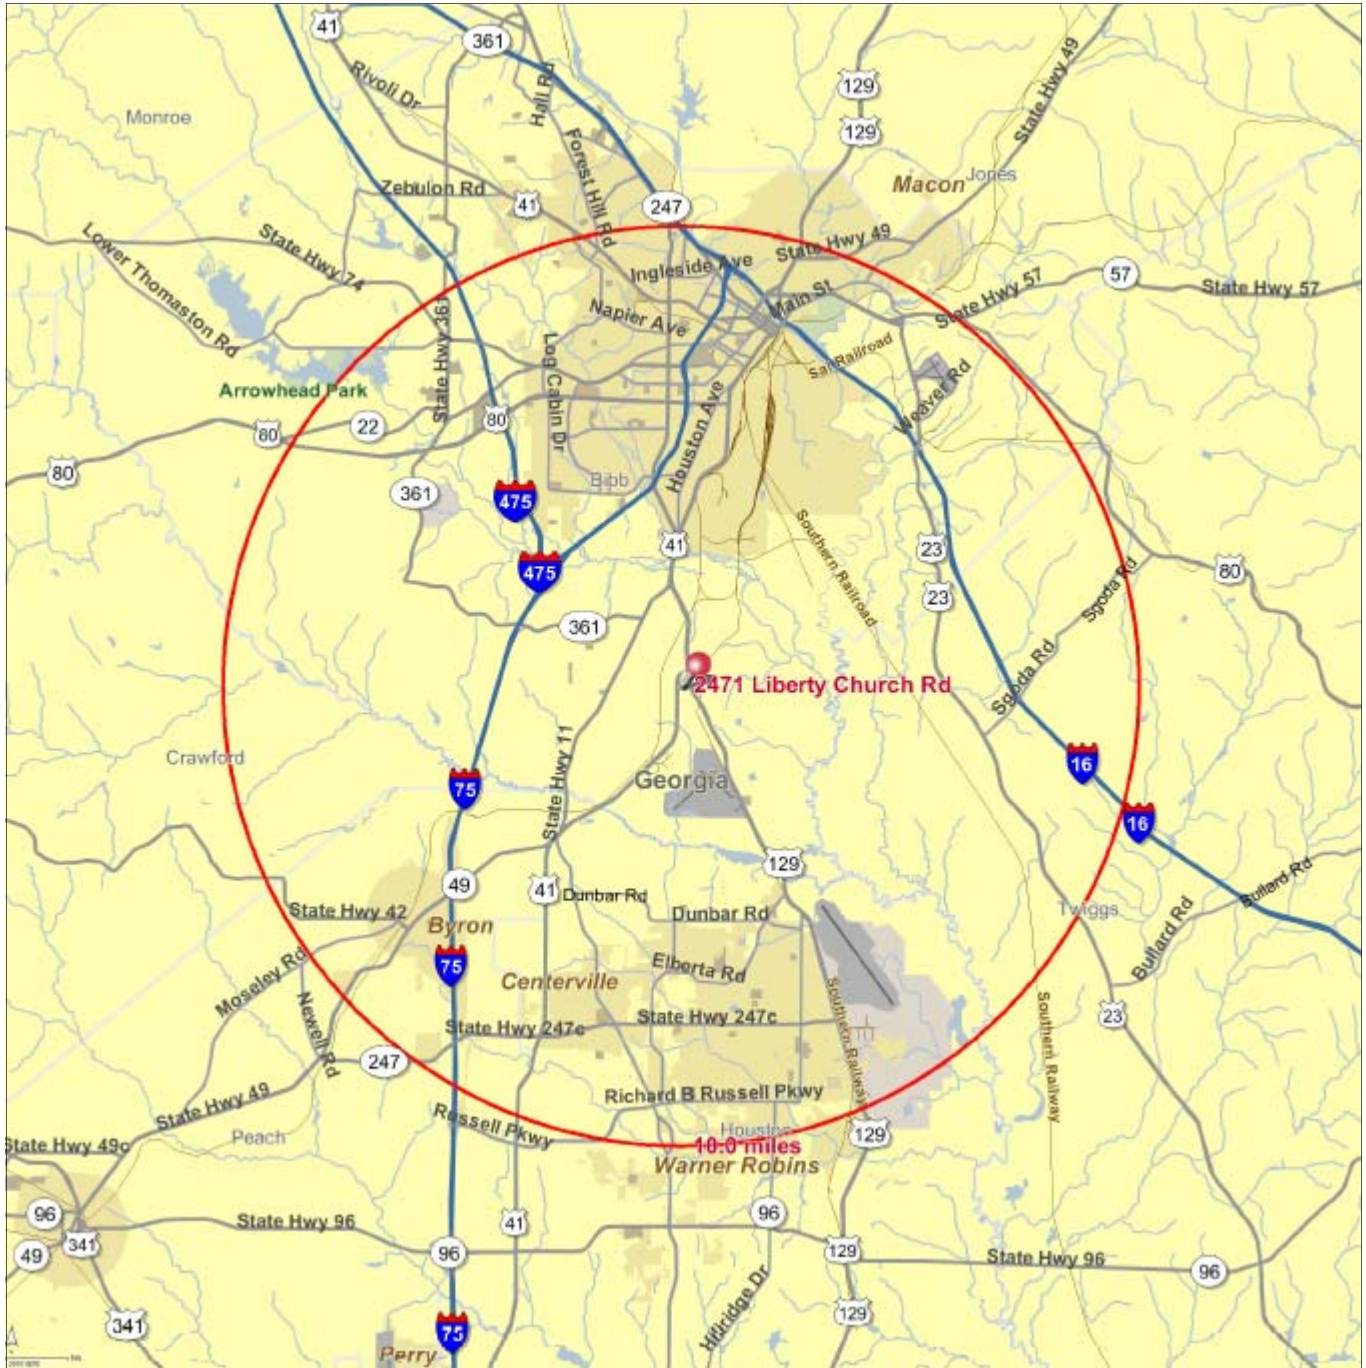 41
361
Rivoli Dr
Hall Rd
129
State Hwy 49
Monroe
129
Forest Hill Rd
Zebulon Rd
41
247
Macon
Jones
Lower Thomaston Rd
State Hwy 74
State Hwy 49
Ingleside Ave
57
State Hwy 57
State Hwy 57
Main St
Napier Ave
State Hwy 361
Log Cabin Dr
Sar Railroad
Weaver Rd
Arrowhead Park
80
22
80
80
Houston Ave
Bibb
361
475
Southern Railroad
41
23
475
80
Sgoda Rd
23
361
2471 Liberty Church Rd
Sgoda Rd
Crawford
State Hwy 11
75
Georgia
16
16
129
49
41
Dunbar Rd
Dunbar Rd
Bullard Rd
State Hwy 42
Byron
Twiggs
Bullard Rd
75
Moseley Rd
Centerville
Elberta Rd
Newell Rd
Southern Railway
Southern Railway
State Hwy 247c
State Hwy 247c
23
247
State Hwy 49
Richard B Russell Pkwy
Russell Pkwy
Peach
Houston
129
State Hwy 49c
10.0 miles
Warner Robins
96
State Hwy 96
41
96
49
341
96
129
State Hwy 96
96
Hillbridge Dr
341
75
129
Perry